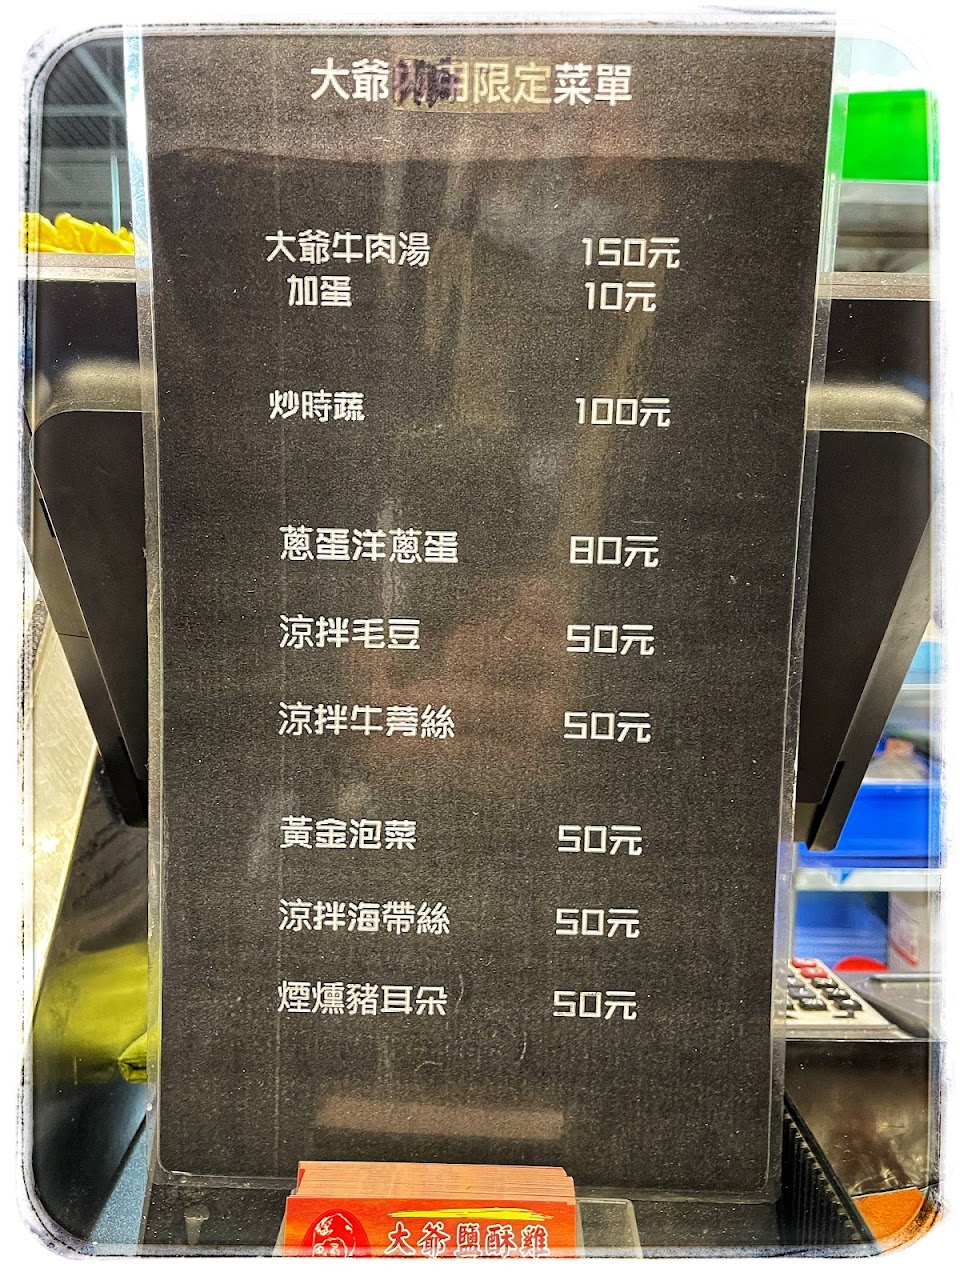 大爺限定菜單
大爺牛肉湯 150元
加蛋 10元
炒時蔬 100元
蔥蛋洋蔥蛋 80元
涼拌毛豆 50元
涼拌牛蒡絲 50元
黃金泡菜 50元
涼拌海帶絲 50元
煙燻豬耳朵 50元
大爺鹽酥雞